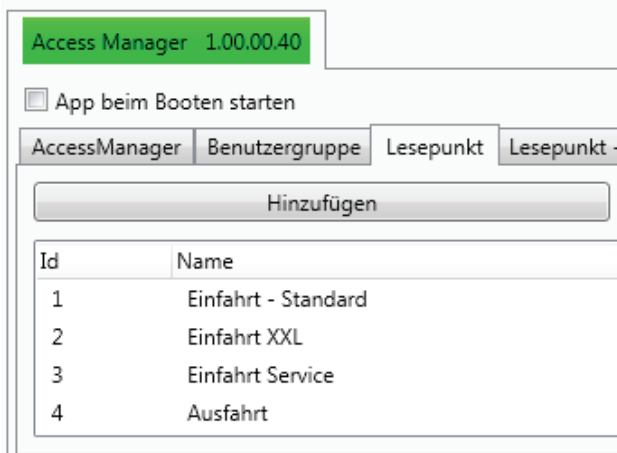 Access Manager 1.00.00.40
App beim Booten starten
AccessManager Benutzergruppe Lesepunkt Lesepunkt -
Hinzufügen
Id Name
1 Einfahrt - Standard
2 Einfahrt XXL
3 Einfahrt Service
4 Ausfahrt